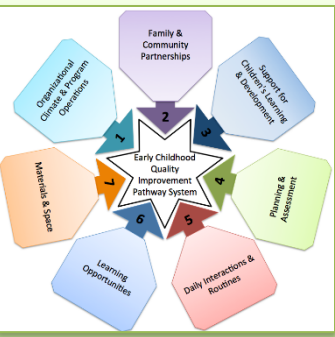 Organizational
Climate & Program
Operations
1
Family &
Community
Partnerships
2
Support for
Children's Learning
& Development
3
Planning &
Assessment
4
Daily Interactions &
Routines
5
Learning
Opportunities
6
Materials & Space
7
Early Childhood
Quality
Improvement
Pathway System